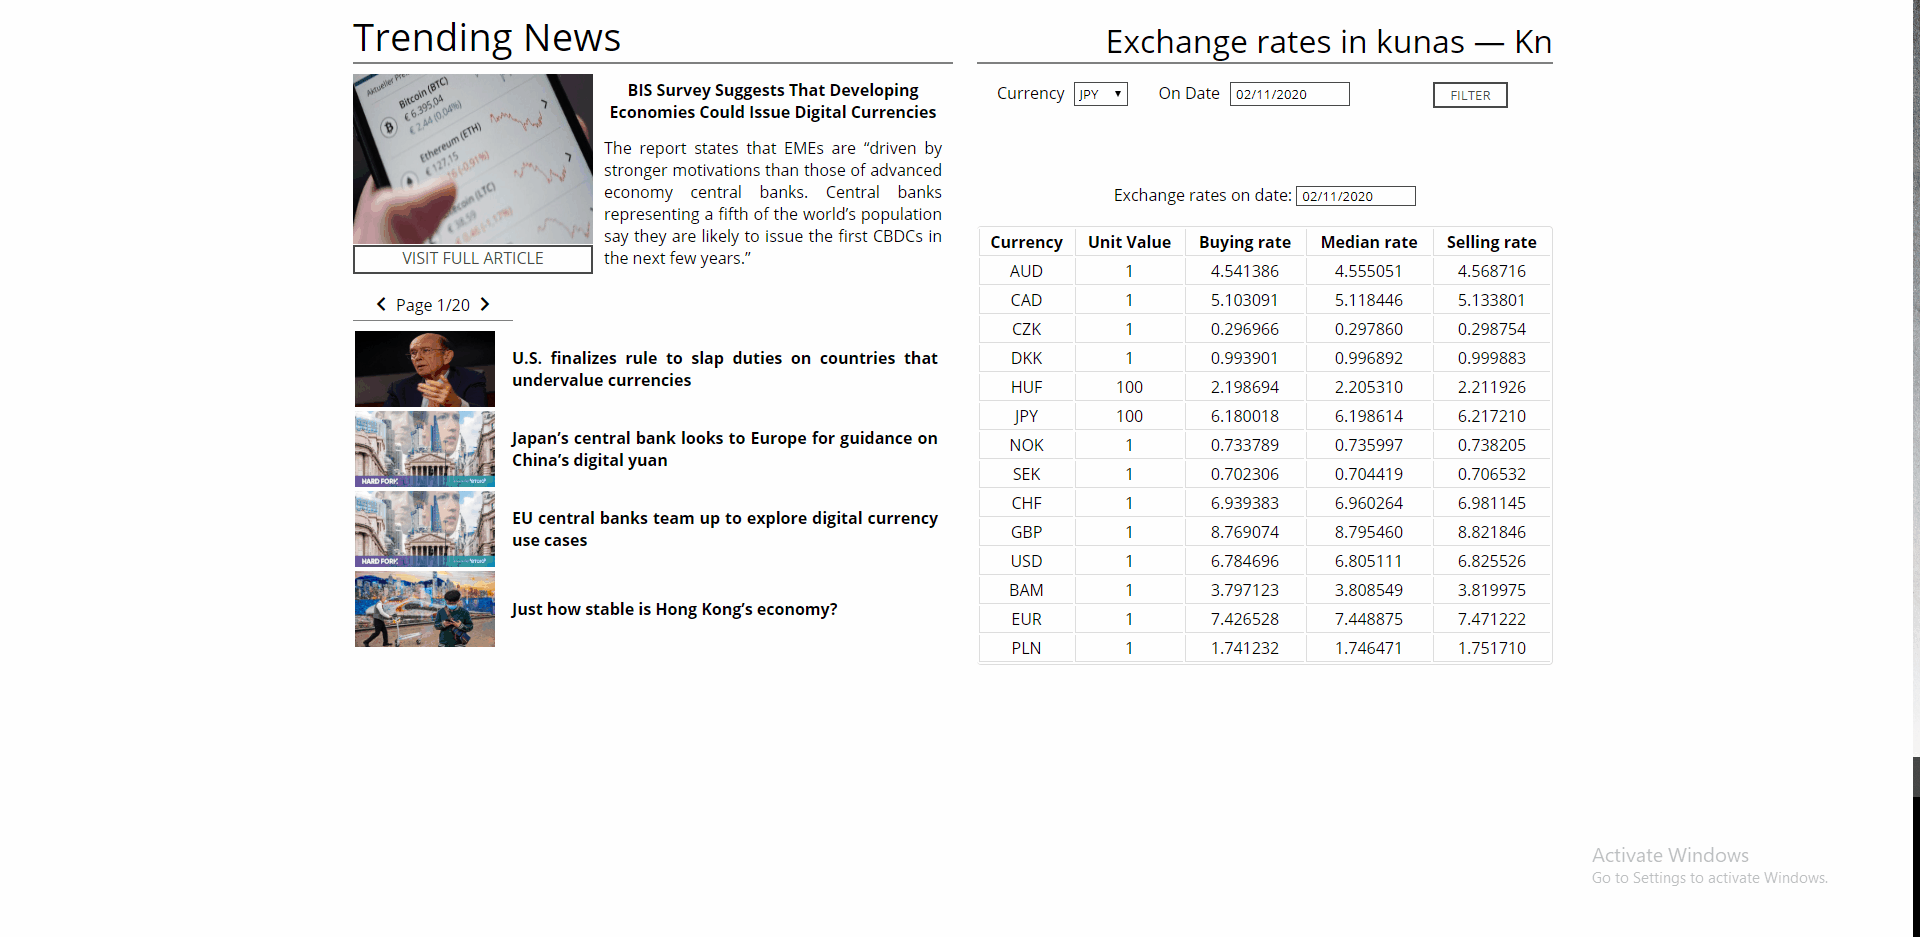 Trending News
Aktueller
Bitcoin (BTC)
€ 6.395,04
€ 2,44 (0,04%)
Ethereum (ETH)
€ 127,15
(-0,91%)
(LTC)
€ 38,59
(-1,17%)
VISIT FULL ARTICLE
BIS Survey Suggests That Developing
Economies Could Issue Digital Currencies
The report states that EMEs are “driven by
stronger motivations than those of advanced
economy central banks. Central banks
representing a fifth of the world’s population
say they are likely to issue the first CBDCs in
the next few years.”
Page 1/20
U.S. finalizes rule to slap duties on countries that
undervalue currencies
HARD FORK
Japan’s central bank looks to Europe for guidance on
China’s digital yuan
HARD FORK
EU central banks team up to explore digital currency
use cases
Just how stable is Hong Kong’s economy?
Exchange rates in kunas — Kn
Currency JPY On Date 02/11/2020 FILTER
Exchange rates on date: 02/11/2020
Currency Unit Value Buying rate Median rate Selling rate
AUD 1 4.541386 4.555051 4.568716
CAD 1 5.103091 5.118446 5.133801
CZK 1 0.296966 0.297860 0.298754
DKK 1 0.993901 0.996892 0.999883
HUF 100 2.198694 2.205310 2.211926
JPY 100 6.180018 6.198614 6.217210
NOK 1 0.733789 0.735997 0.738205
SEK 1 0.702306 0.704419 0.706532
CHF 1 6.939383 6.960264 6.981145
GBP 1 8.769074 8.795460 8.821846
USD 1 6.784696 6.805111 6.825526
BAM 1 3.797123 3.808549 3.819975
EUR 1 7.426528 7.448875 7.471222
PLN 1 1.741232 1.746471 1.751710
Activate Windows
Go to Settings to activate Windows.